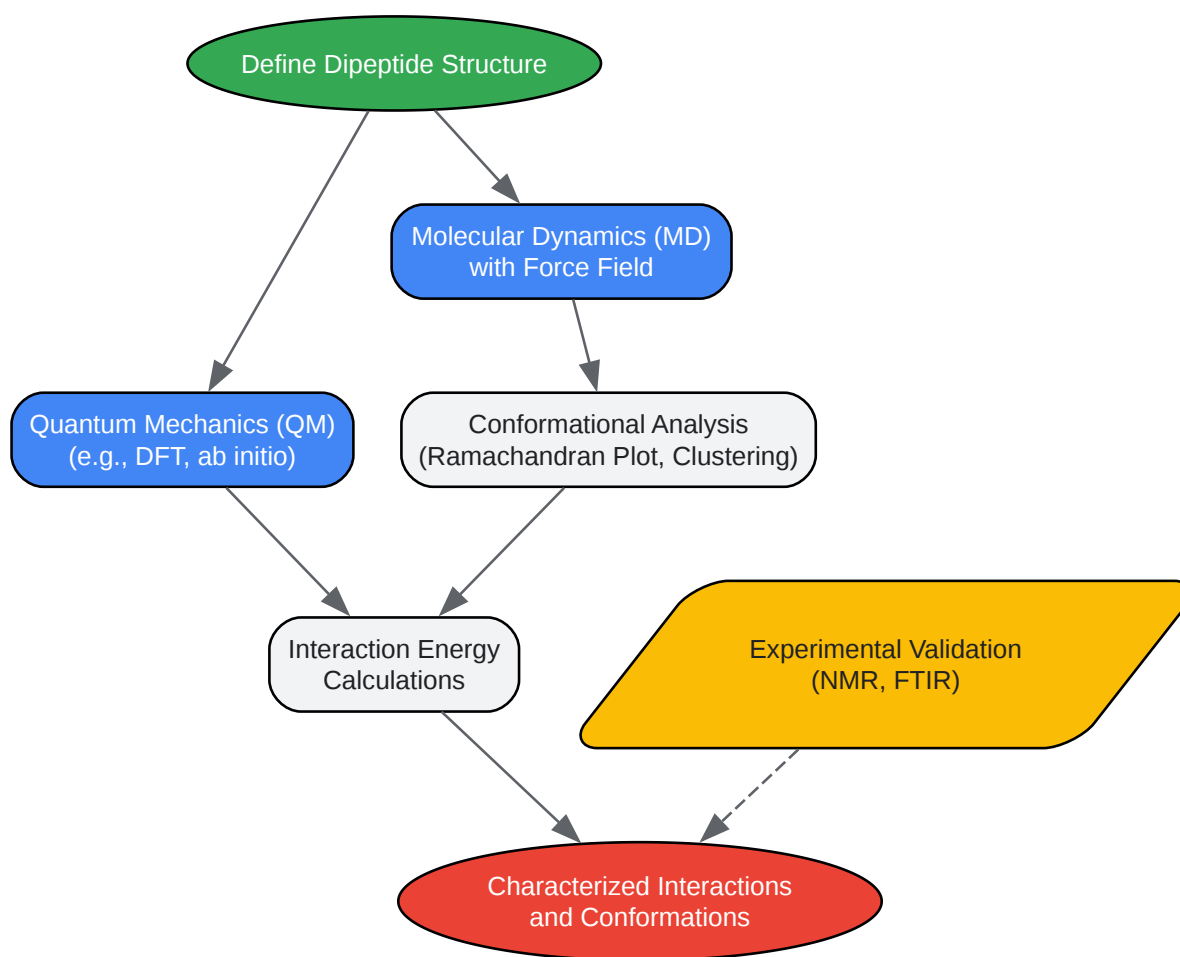 Define Dipeptide Structure
Molecular Dynamics (MD)
with Force Field
Quantum Mechanics (QM)
(e.g., DFT, ab initio)
Conformational Analysis
(Ramachandran Plot, Clustering)
Interaction Energy
Calculations
Experimental Validation
(NMR, FTIR)
Characterized Interactions
and Conformations